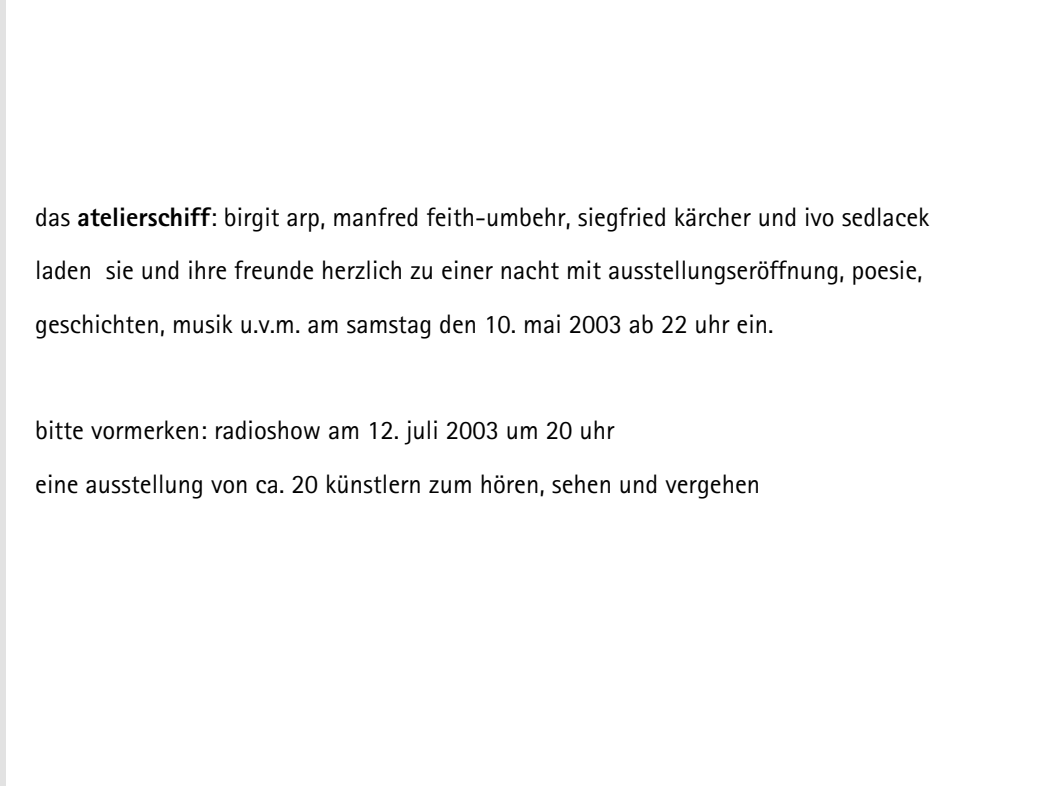 das atelierschiff: birgit arp, manfred feith-umbehr, siegfried kärcher und ivo sedlacek
laden  sie und ihre freunde herzlich zu einer nacht mit ausstellungseröffnung, poesie,
geschichten, musik u.v.m. am samstag den 10. mai 2003 ab 22 uhr ein.
bitte vormerken: radioshow am 12. juli 2003 um 20 uhr
eine ausstellung von ca. 20 künstlern zum hören, sehen und vergehen